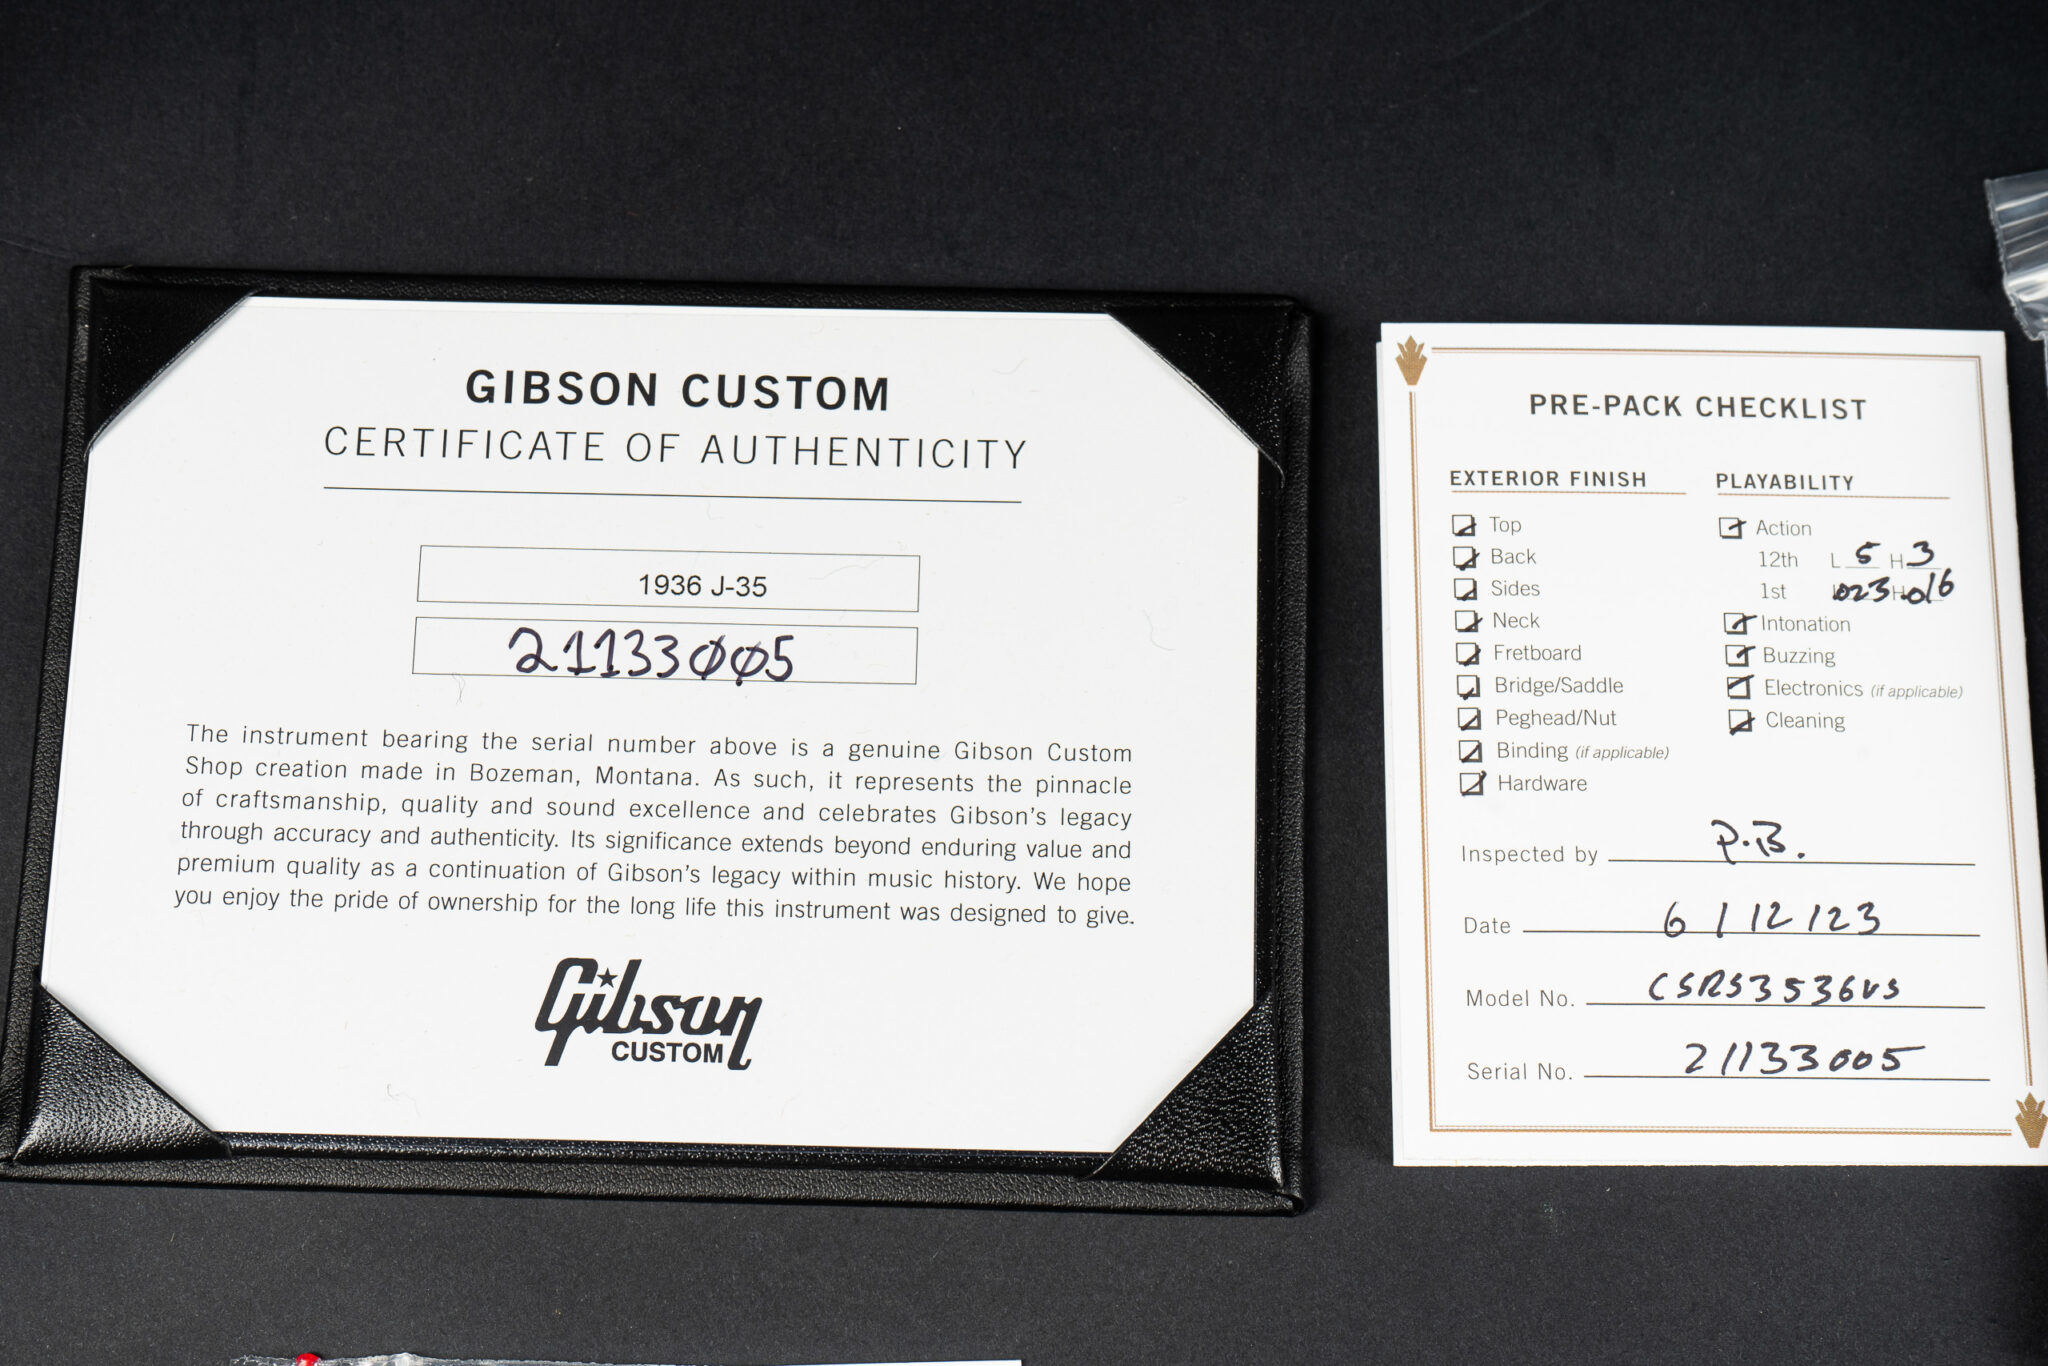 GIBSON CUSTOM
CERTIFICATE OF AUTHENTICITY
1936 J-35
21133005
The instrument bearing the serial number above is a genuine Gibson Custom
Shop creation made in Bozeman, Montana. As such, it represents the pinnacle
of craftsmanship, quality and sound excellence and celebrates Gibson's legacy
through accuracy and authenticity. Its significance extends beyond enduring value and
premium quality as a continuation of Gibson's legacy within music history. We hope
you enjoy the pride of ownership for the long life this instrument was designed to give.
Gibson
CUSTOM
PRE-PACK CHECKLIST
EXTERIOR FINISH
Top
Back
Sides
Neck
Fretboard
Bridge/Saddle
Peghead/Nut
Binding (if applicable)
Hardware
PLAYABILITY
Action
12th L 5 H 3
1st L .023 H .016
Intonation
Buzzing
Electronics (if applicable)
Cleaning
Inspected by P.B.
Date 6/12/23
Model No. CSRS3536VS
Serial No. 21133005